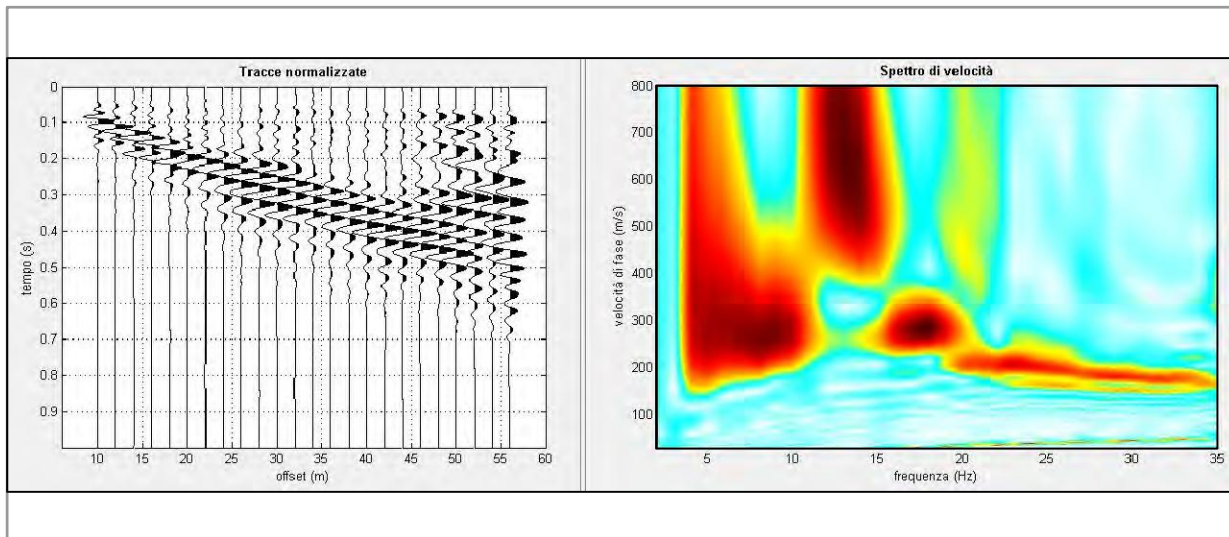 Tracce normalizzate
0
0.1
0.2
0.3
0.4
0.5
0.6
0.7
0.8
0.9
tempo (s)
10 15 20 25 30 35 40 45 50 55 60
offset (m)
Spettro di velocità
800
700
600
500
400
300
200
100
velocità di fase (m/s)
5 10 15 20 25 30 35
frequenza (Hz)